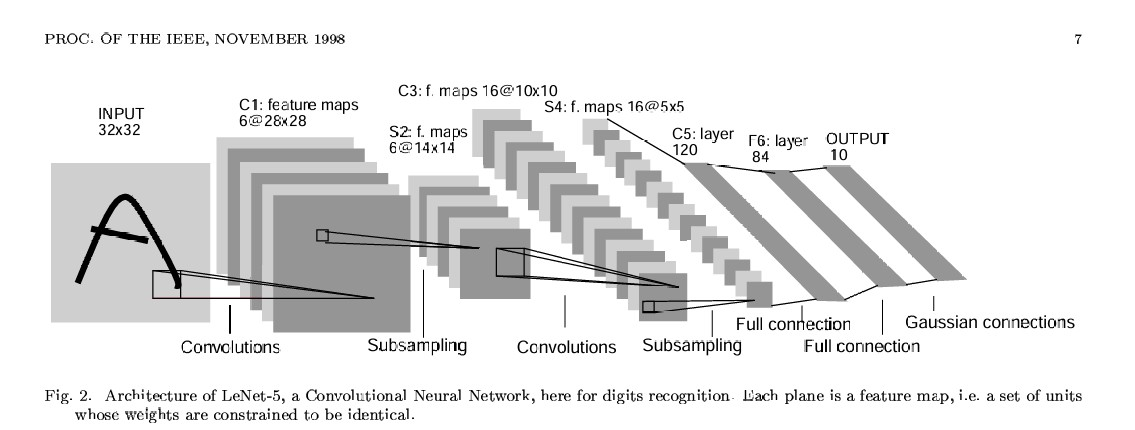 PROC. OF THE IEEE, NOVEMBER 1998
7
INPUT
32x32
C1: feature maps
6@28x28
S2: f. maps
6@14x14
C3: f. maps 16@10x10
S4: f. maps 16@5x5
C5: layer
120
F6: layer
84
OUTPUT
10
Convolutions
Subsampling
Convolutions
Subsampling
Full connection
Full connection
Gaussian connections
Fig. 2. Architecture of LeNet-5, a Convolutional Neural Network, here for digits recognition. Each plane is a feature map, i.e. a set of units
whose weights are constrained to be identical.